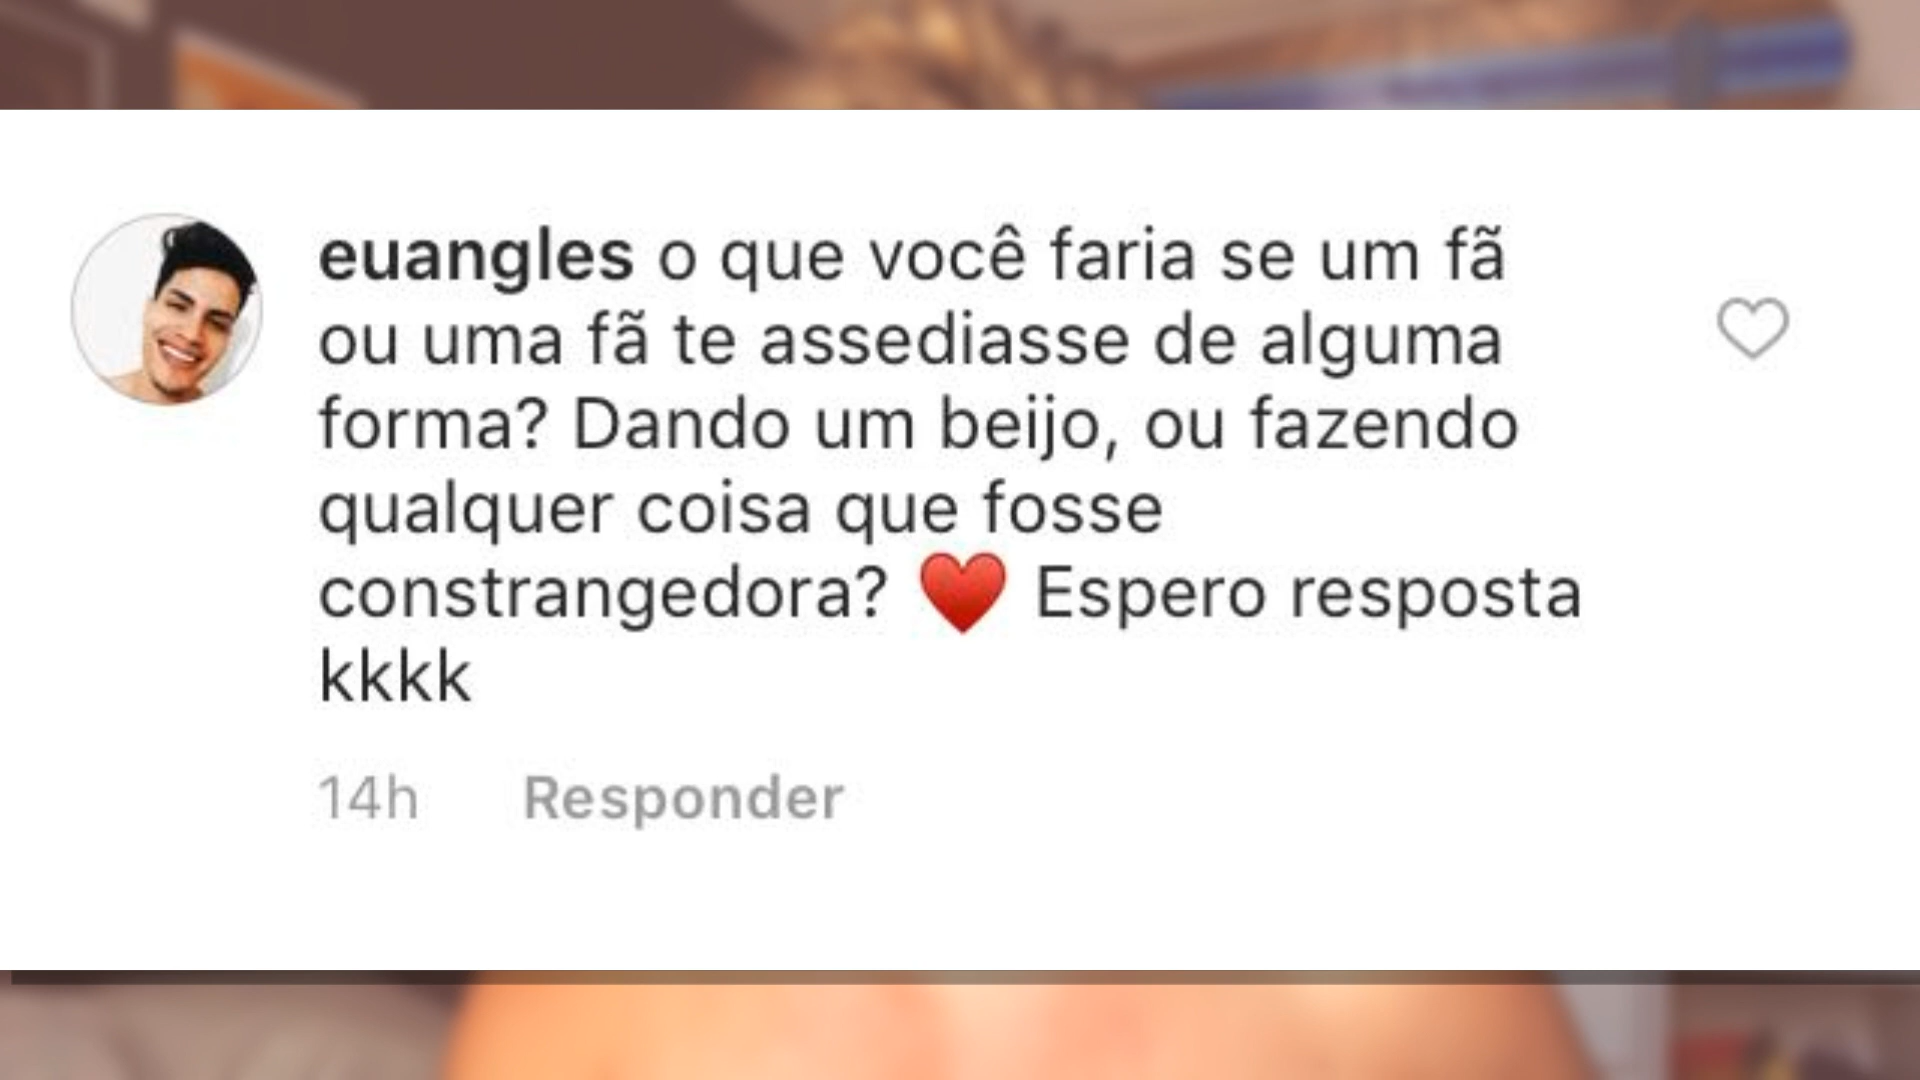 euangles o que você faria se um fã
ou uma fã te assediasse de alguma
forma? Dando um beijo, ou fazendo
qualquer coisa que fosse
constrangedora? ♥️ Espero resposta
kkkk
14h Responder